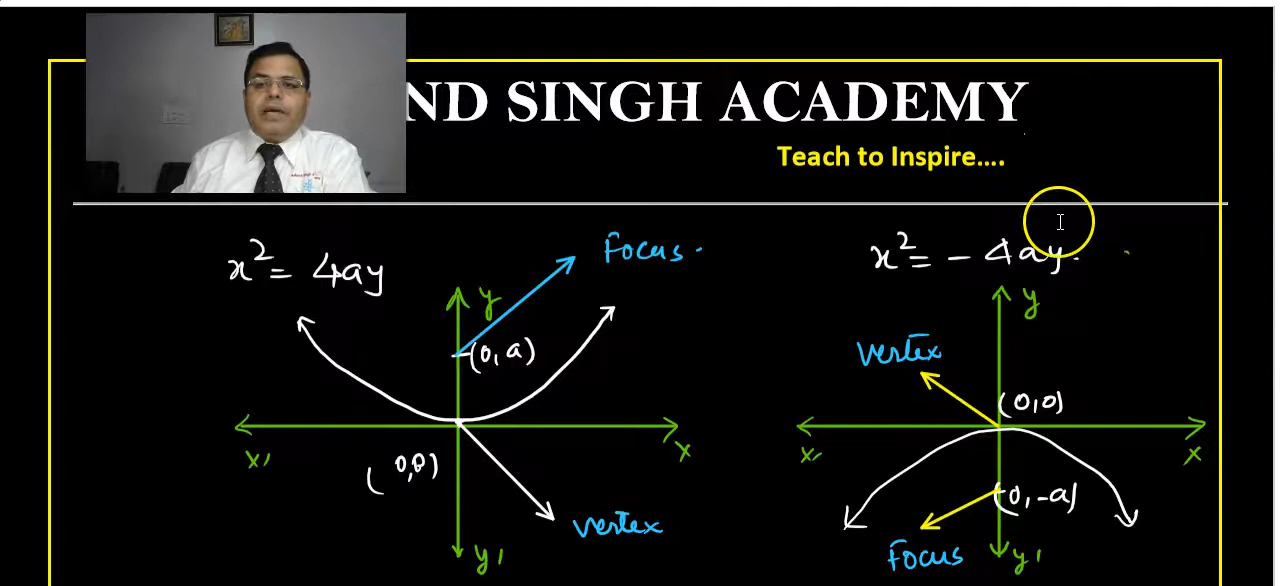 ND SINGH ACADEMY
Teach to Inspire....
x² = 4ay
Focus.
y
(0, a)
x'
x
(0,0)
vertex
y'
x² = - 4ay.
y
vertex
(0,0)
x'
x
(0, -a)
Focus
y'